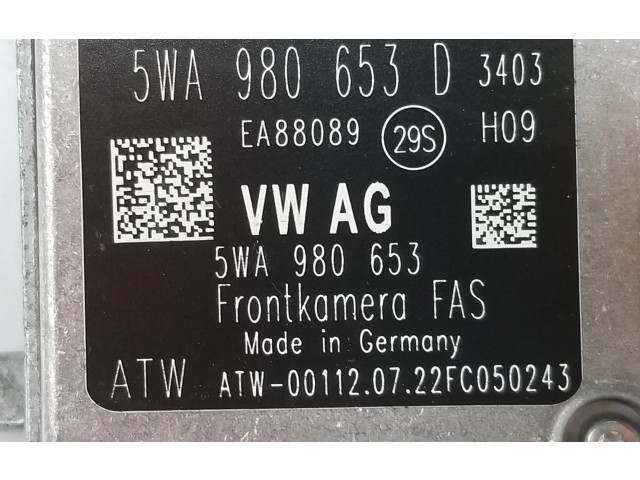 5WA 980 653 D 3403
EA88089 29S H09
VW AG
5WA 980 653
Frontkamera FAS
Made in Germany
ATW ATW-00112.07.22FC050243